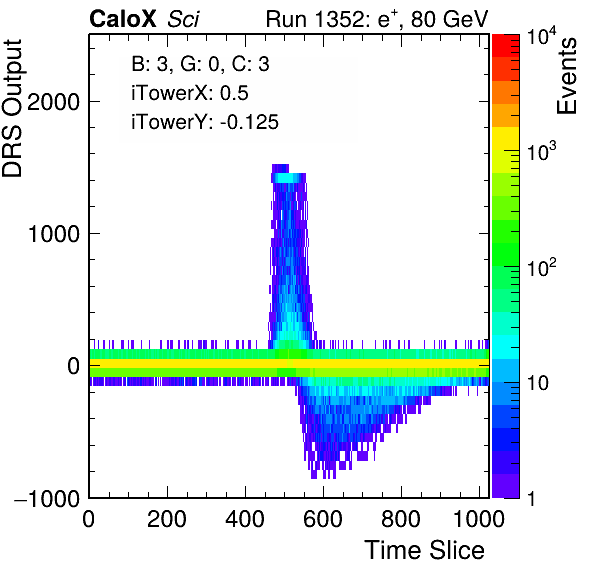 CaloX Sci
Run 1352: e⁺, 80 GeV
DRS Output
B: 3, G: 0, C: 3
iTowerX: 0.5
iTowerY: -0.125
2000
1000
0
−1000
0 200 400 600 800 1000
Time Slice
Events
10⁴
10³
10²
10
1